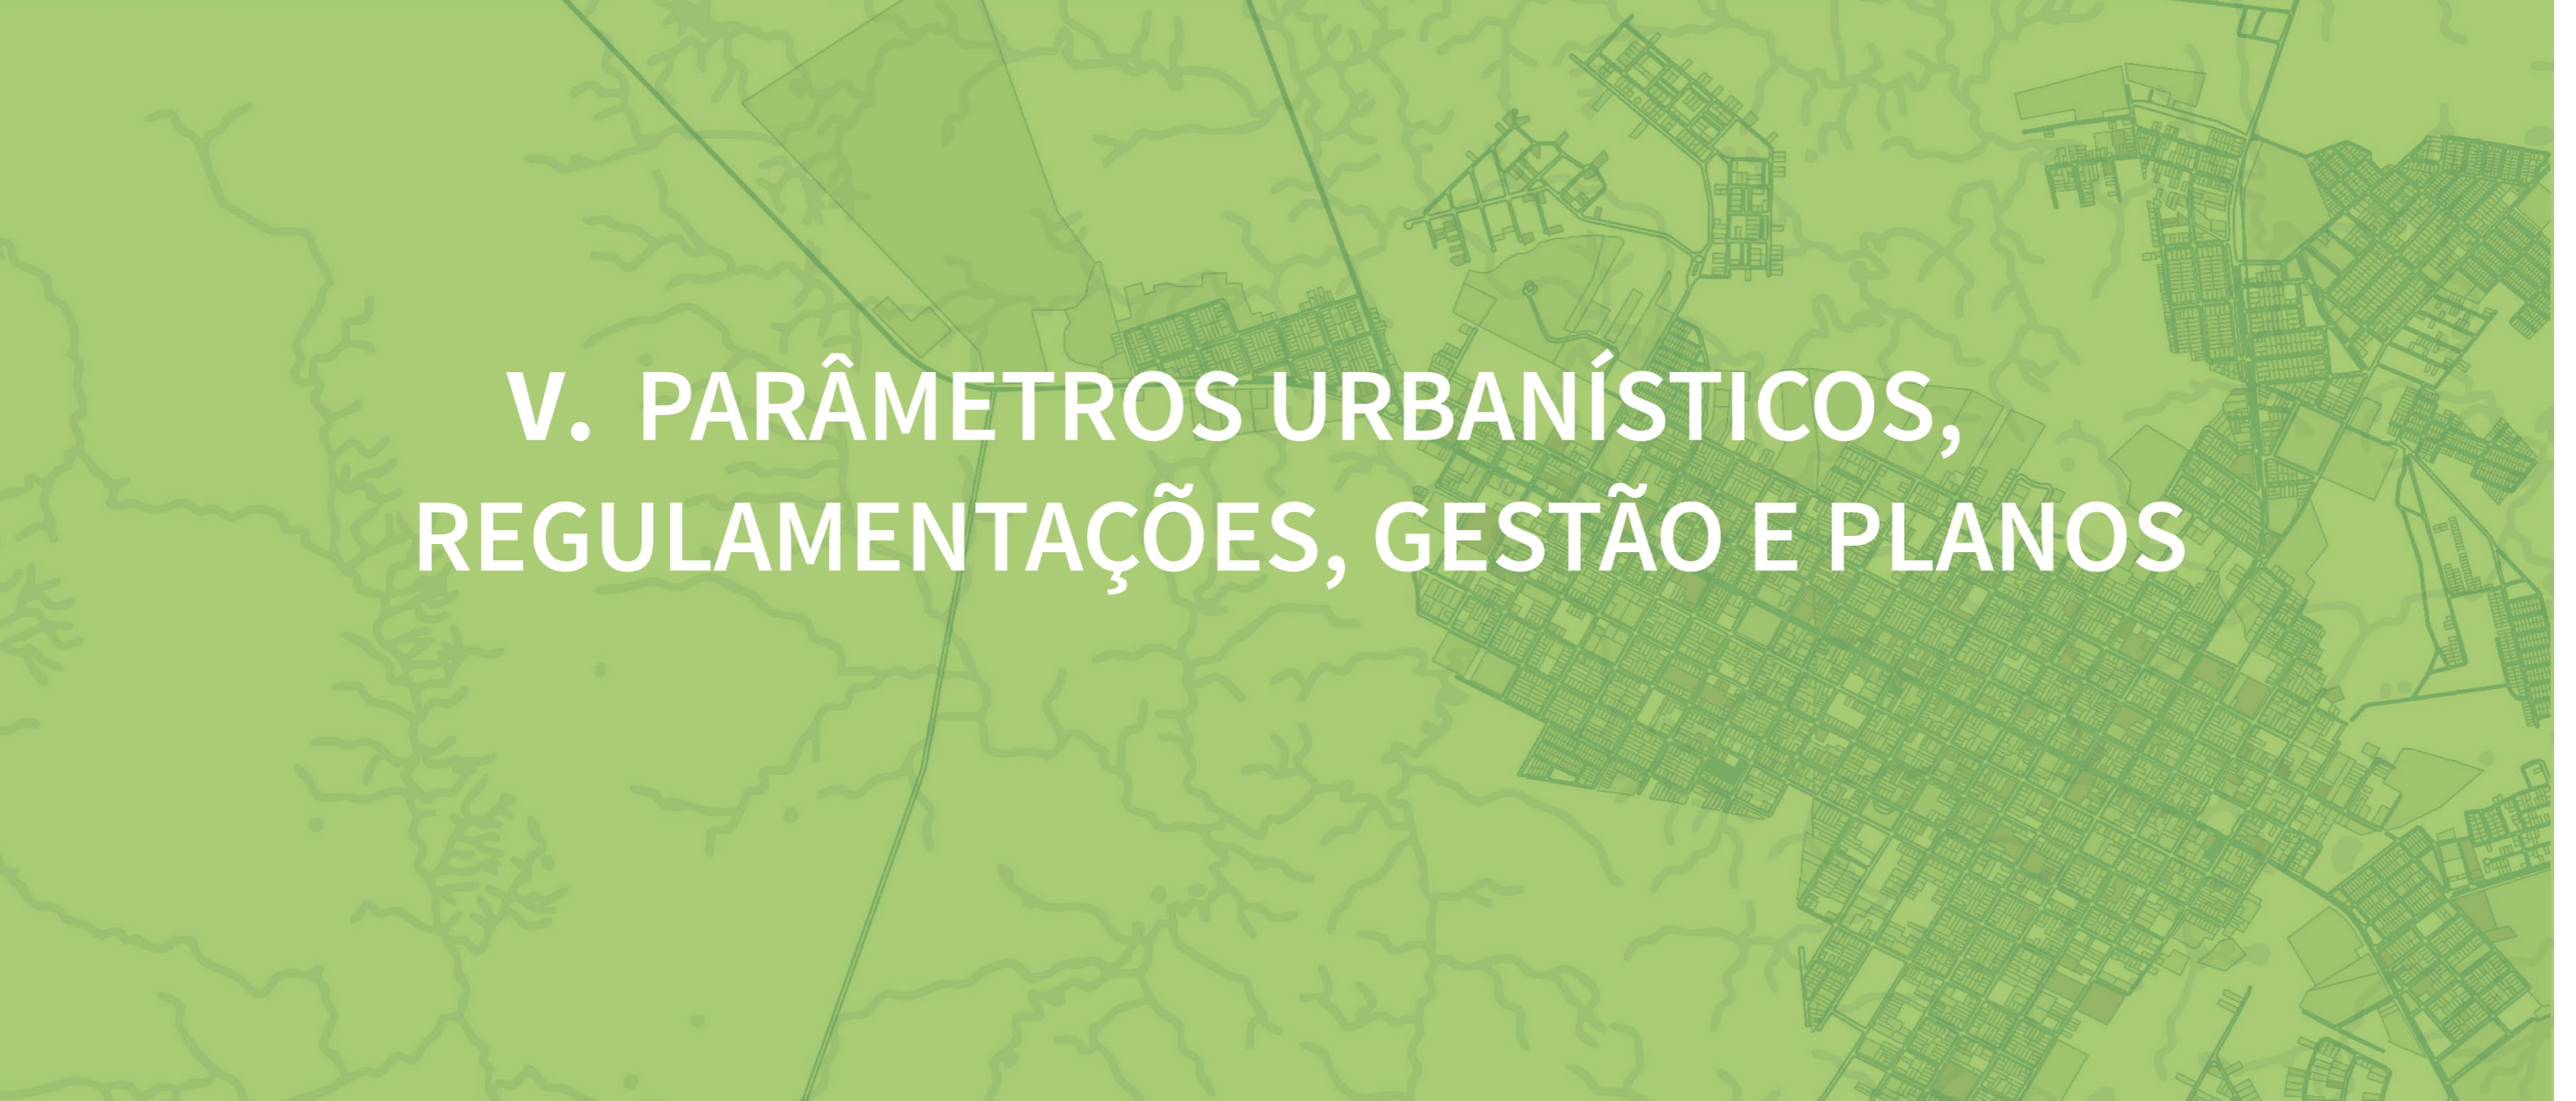 V. PARÂMETROS URBANÍSTICOS,
REGULAMENTAÇÕES, GESTÃO E PLANOS